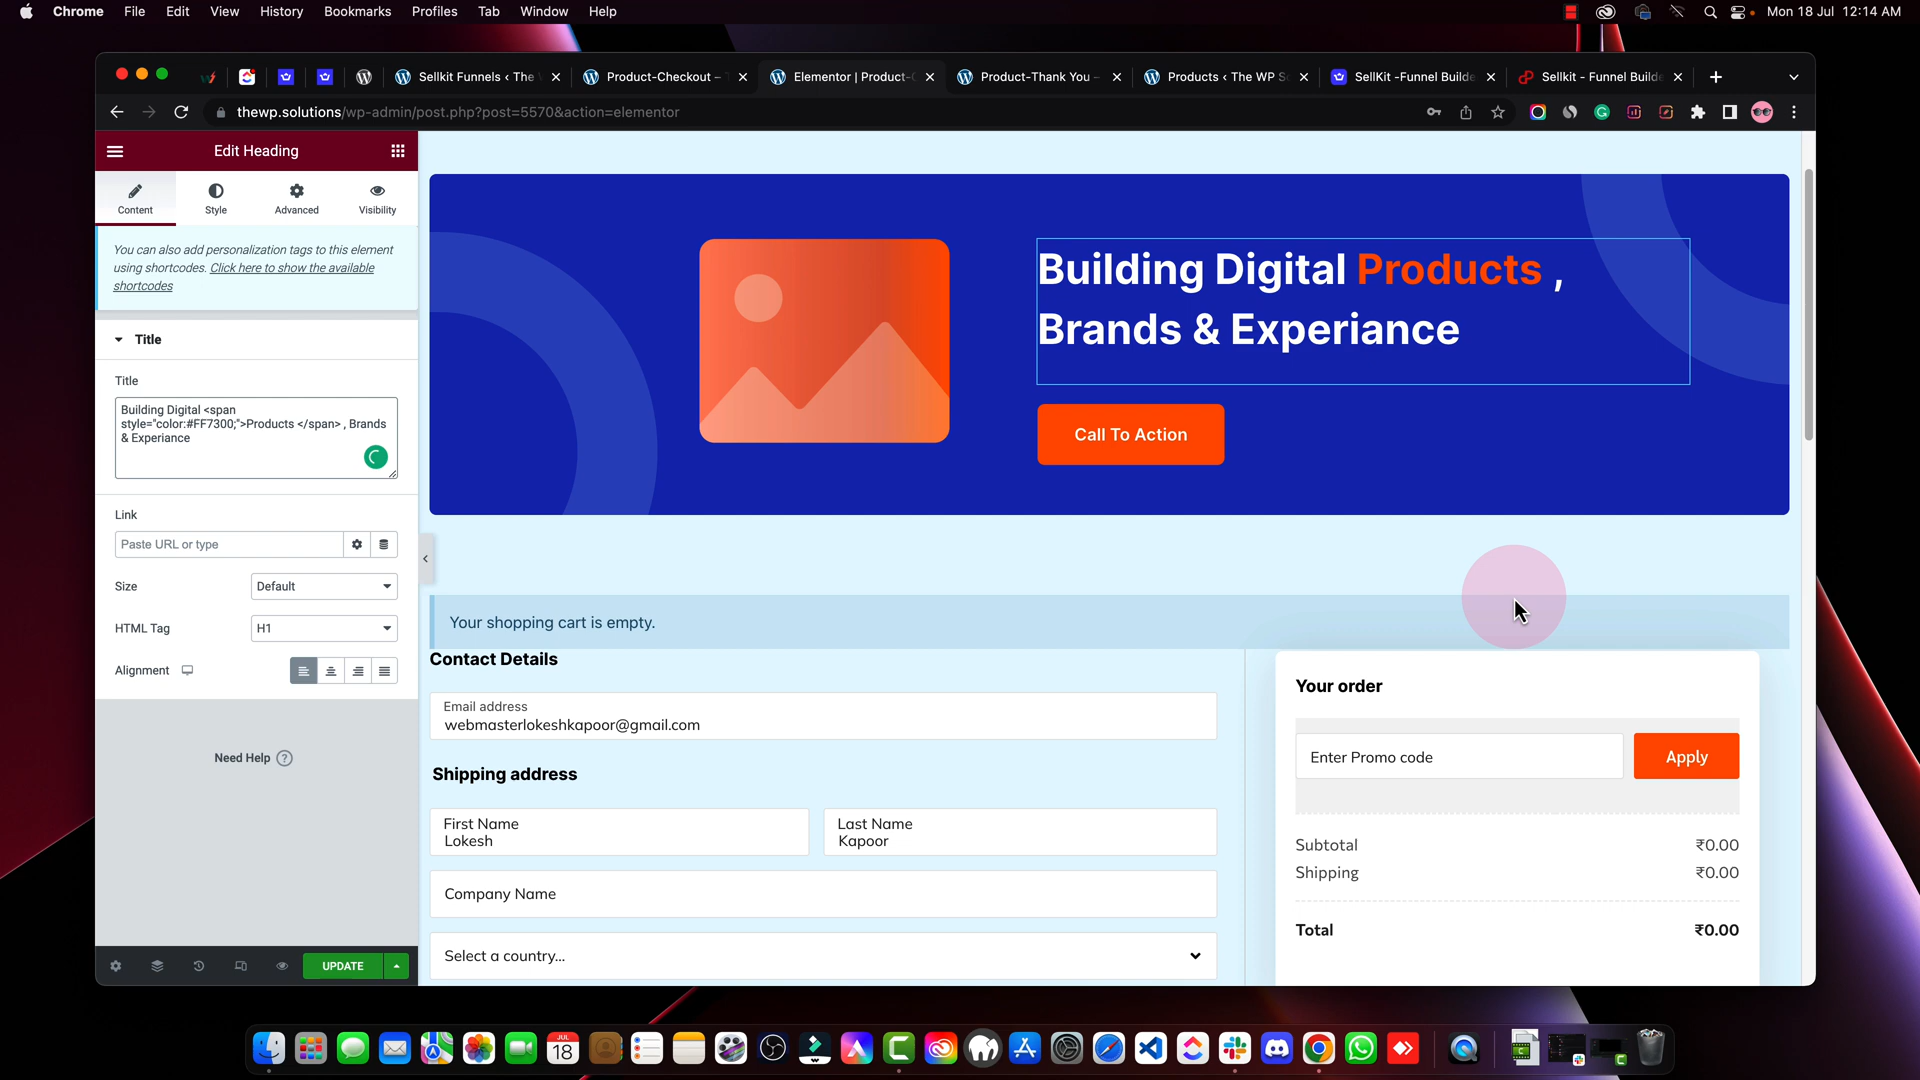 Chrome File Edit View History Bookmarks Profiles Tab Window Help Mon 18 Jul 12:14 AM
Sellkit Funnels ‹ The Product-Checkout – Elementor | Product- Product-Thank You – Products ‹ The WP S SellKit -Funnel Builde Sellkit - Funnel Builde
thewp.solutions/wp-admin/post.php?post=5570&action=elementor
Edit Heading
Content Style Advanced Visibility
You can also add personalization tags to this element
using shortcodes. Click here to show the available
shortcodes
Title
Title
Building Digital <span
style="color:#FF7300;">Products </span> , Brands
& Experiance
Link
Paste URL or type
Size Default
HTML Tag H1
Alignment
Need Help ?
UPDATE
Building Digital Products ,
Brands & Experiance
Call To Action
Your shopping cart is empty.
Contact Details
Email address
webmasterlokeshkapoor@gmail.com
Shipping address
First Name
Lokesh
Last Name
Kapoor
Company Name
Select a country...
Your order
Enter Promo code Apply
Subtotal ₹0.00
Shipping ₹0.00
Total ₹0.00
JUL
18